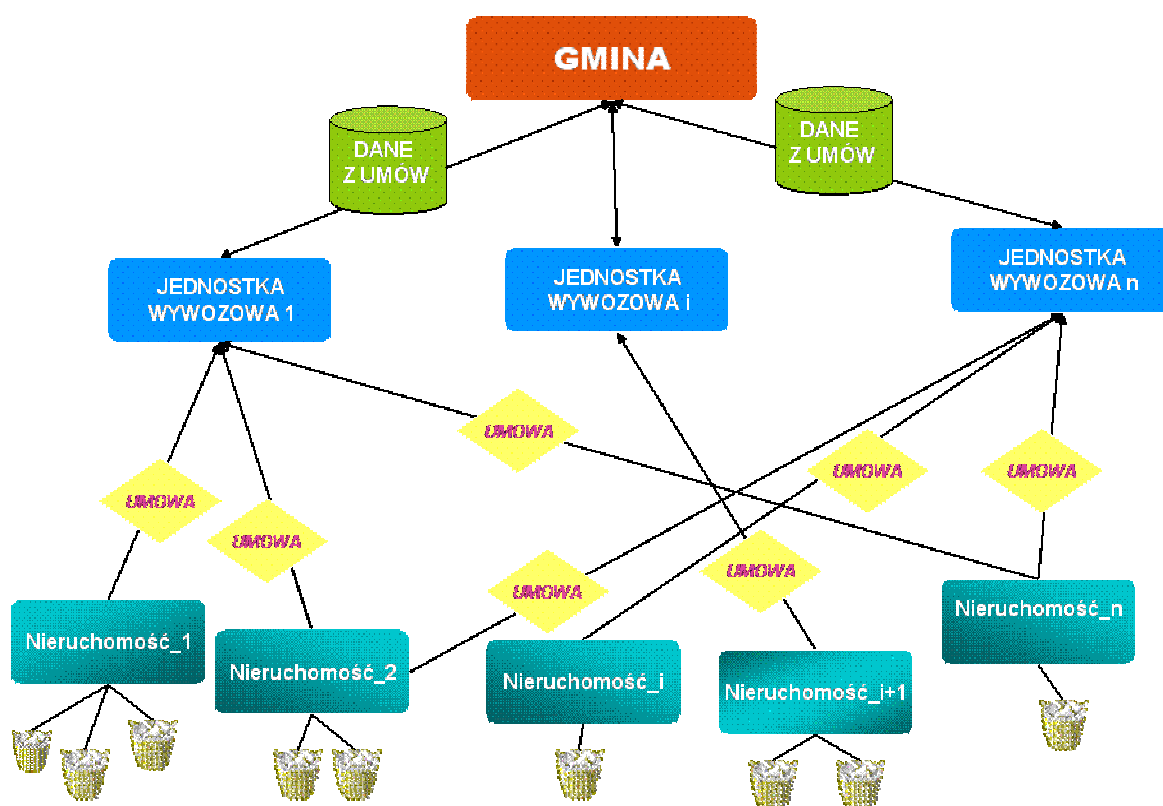 GMINA
DANE
Z UMÓW
DANE
Z UMÓW
JEDNOSTKA
WYWOZOWA 1
JEDNOSTKA
WYWOZOWA i
JEDNOSTKA
WYWOZOWA n
UMOWA
UMOWA
UMOWA
UMOWA
UMOWA
UMOWA
UMOWA
Nieruchomość_1
Nieruchomość_2
Nieruchomość_i
Nieruchomość_i+1
Nieruchomość_n